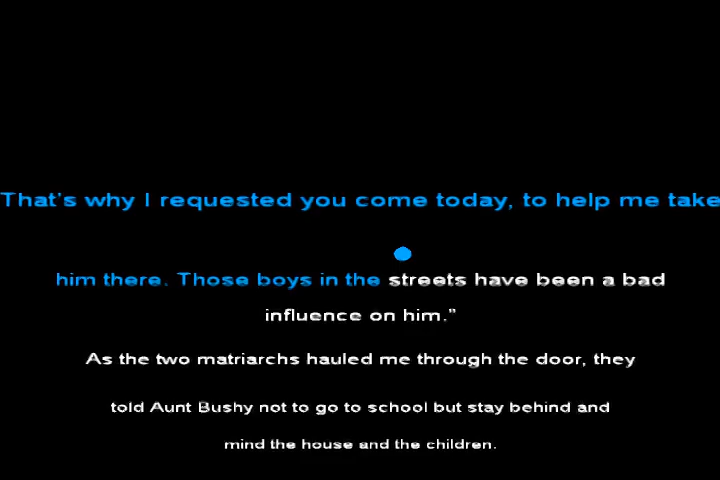 That's why I requested you come today, to help me take
him there. Those boys in the streets have been a bad
influence on him."
As the two matriarchs hauled me through the door, they
told Aunt Bushy not to go to school but stay behind and
mind the house and the children.